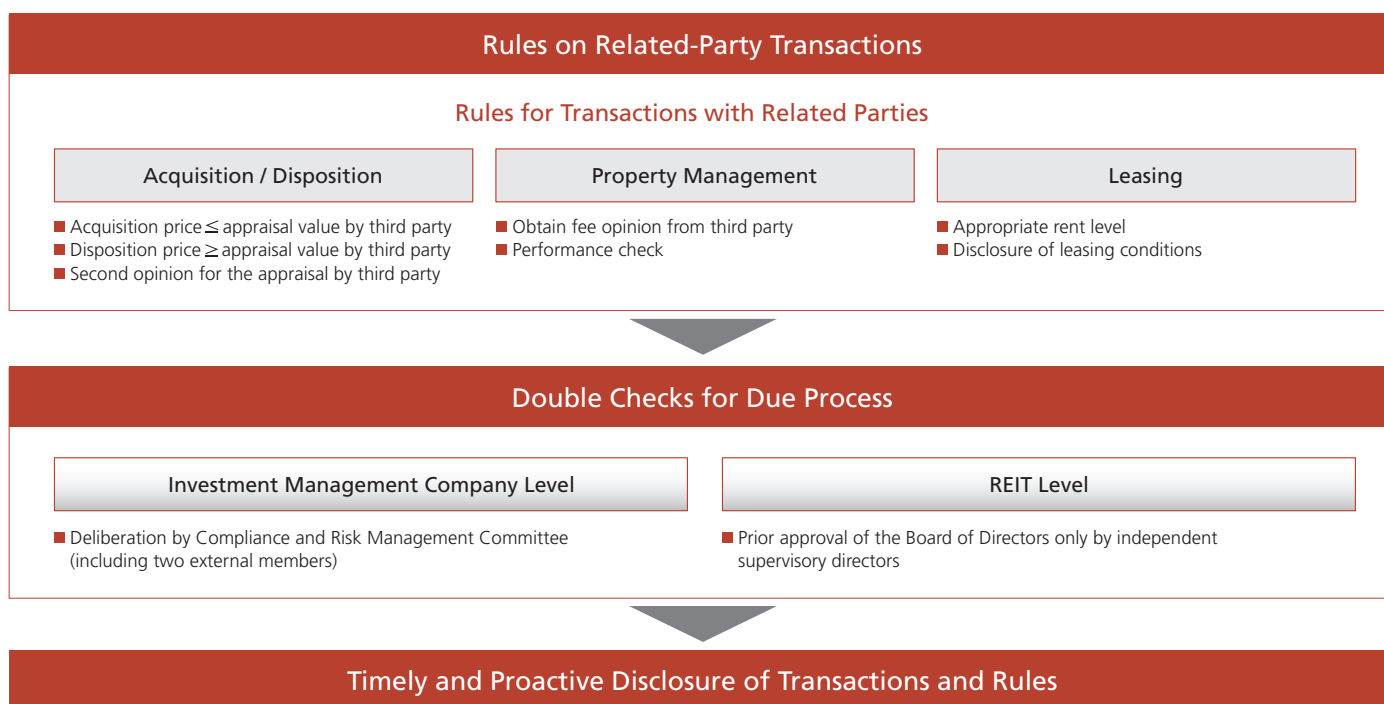 Rules on Related-Party Transactions
Rules for Transactions with Related Parties
Acquisition / Disposition
■ Acquisition price ≦ appraisal value by third party
■ Disposition price ≧ appraisal value by third party
■ Second opinion for the appraisal by third party
Property Management
■ Obtain fee opinion from third party
■ Performance check
Leasing
■ Appropriate rent level
■ Disclosure of leasing conditions
Double Checks for Due Process
Investment Management Company Level
■ Deliberation by Compliance and Risk Management Committee
(including two external members)
REIT Level
■ Prior approval of the Board of Directors only by independent
supervisory directors
Timely and Proactive Disclosure of Transactions and Rules